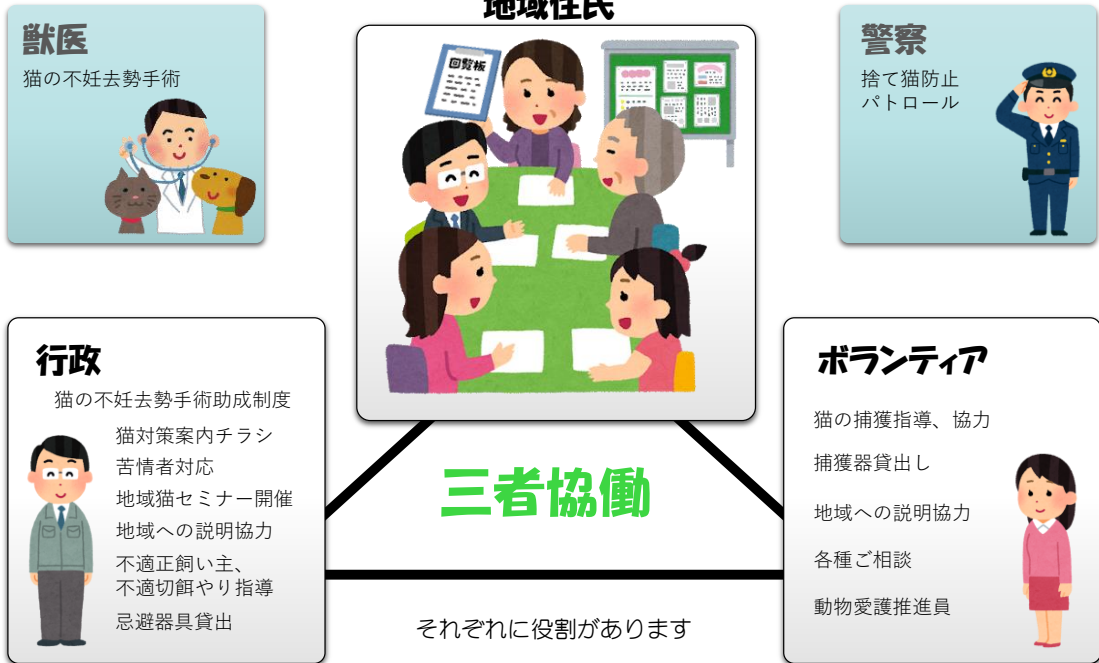 地域住民
獣医
猫の不妊去勢手術
回覧板
警察
捨て猫防止
パトロール
行政
猫の不妊去勢手術助成制度
猫対策案内チラシ
苦情者対応
地域猫セミナー開催
地域への説明協力
不適正飼い主、
不適切餌やり指導
忌避器具貸出
三者協働
それぞれに役割があります
ボランティア
猫の捕獲指導、協力
捕獲器貸出し
地域への説明協力
各種ご相談
動物愛護推進員